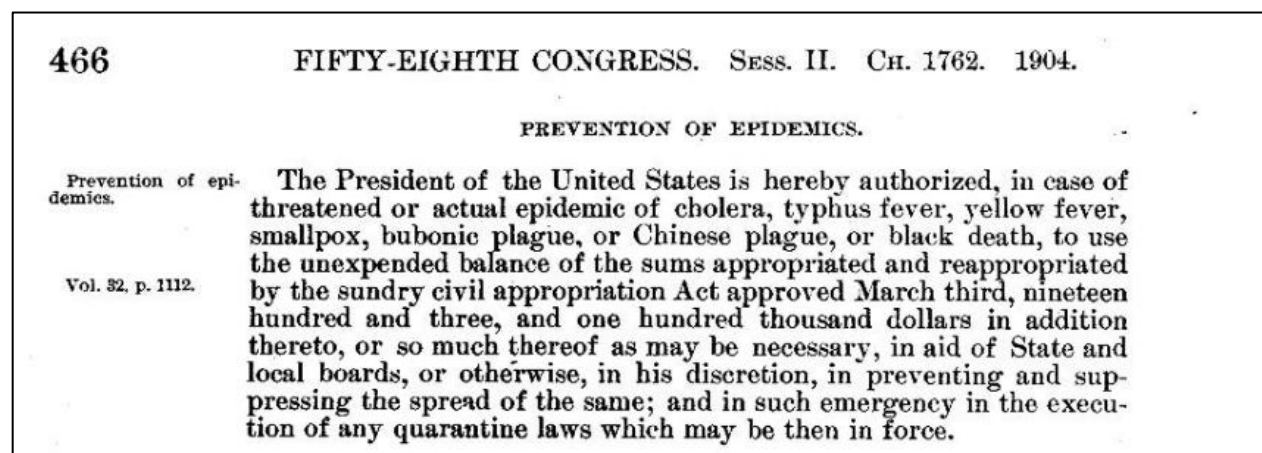 466 FIFTY-EIGHTH CONGRESS. SESS. II. CH. 1762. 1904.
PREVENTION OF EPIDEMICS.
Prevention of epi-
demics.
The President of the United States is hereby authorized, in case of
threatened or actual epidemic of cholera, typhus fever, yellow fever,
smallpox, bubonic plague, or Chinese plague, or black death, to use
the unexpended balance of the sums appropriated and reappropriated
Vol. 32, p. 1112.
by the sundry civil appropriation Act approved March third, nineteen
hundred and three, and one hundred thousand dollars in addition
thereto, or so much thereof as may be necessary, in aid of State and
local boards, or otherwise, in his discretion, in preventing and sup-
pressing the spread of the same; and in such emergency in the execu-
tion of any quarantine laws which may be then in force.